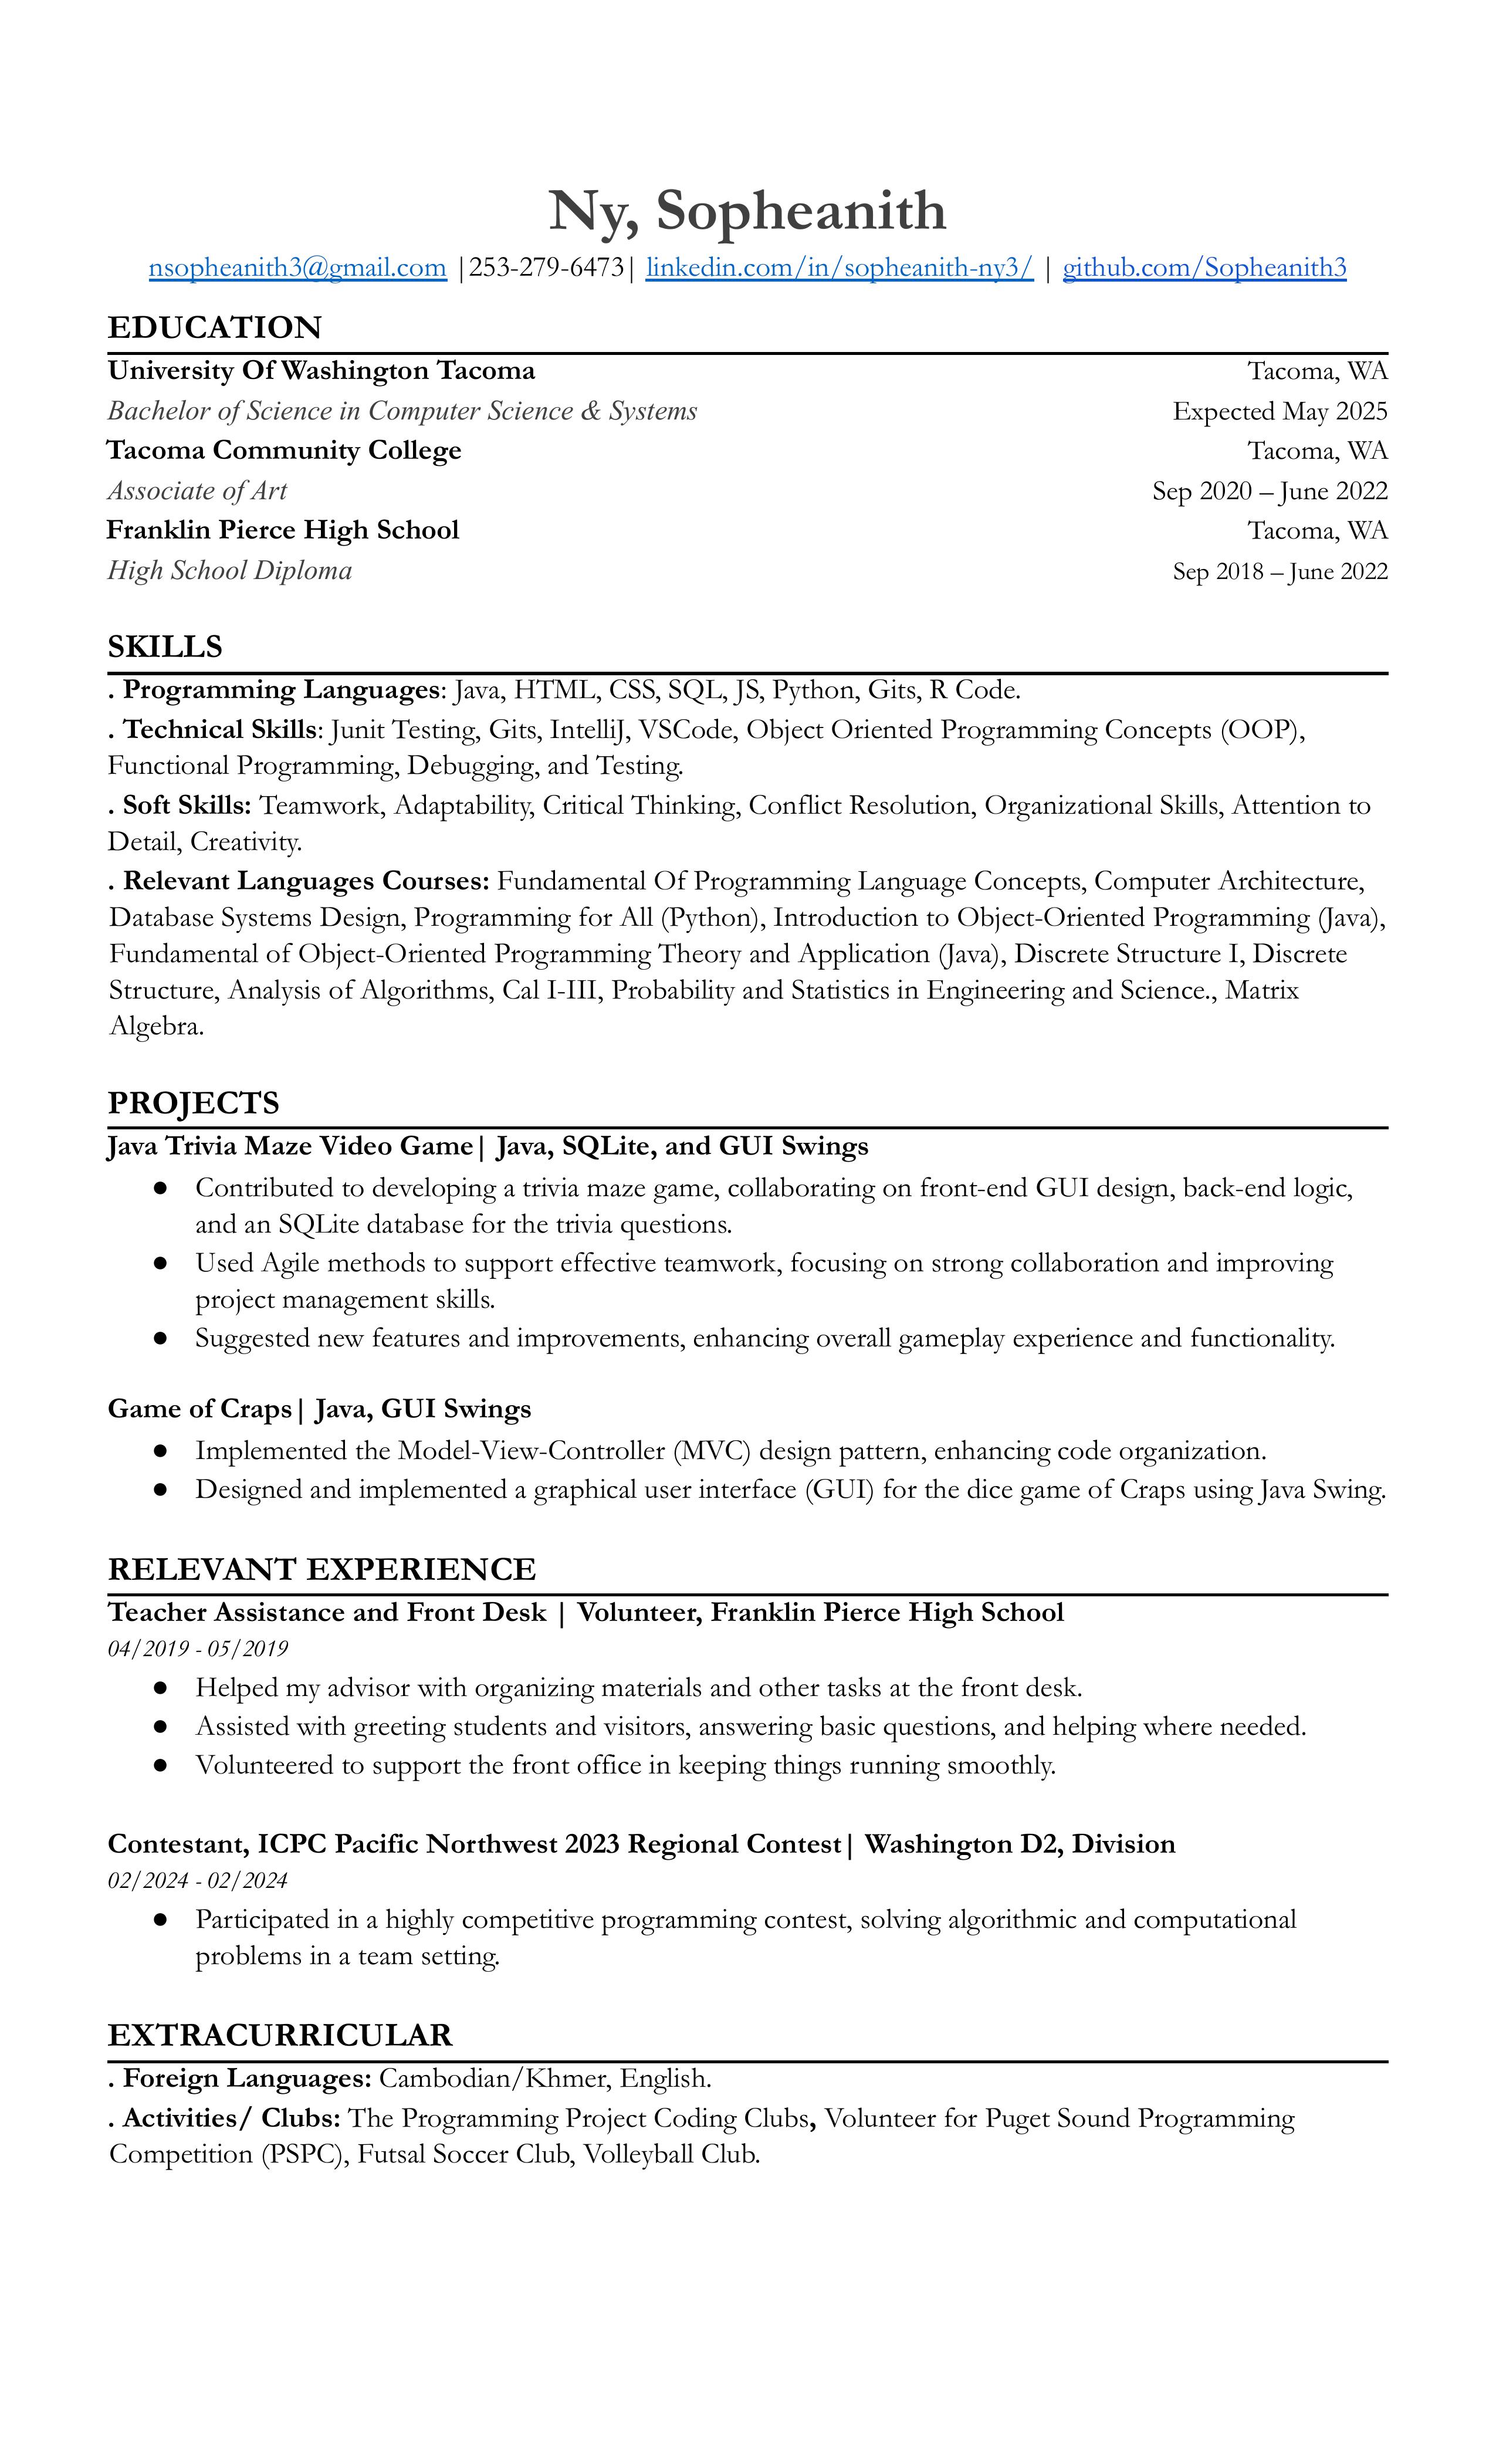 Ny, Sopheanith
nsopheanith3@gmail.com |253-279-6473| linkedin.com/in/sopheanith-ny3/ | github.com/Sopheanith3
EDUCATION
University Of Washington Tacoma Tacoma, WA
Bachelor of Science in Computer Science & Systems Expected May 2025
Tacoma Community College Tacoma, WA
Associate of Art Sep 2020 – June 2022
Franklin Pierce High School Tacoma, WA
High School Diploma Sep 2018 – June 2022
SKILLS
. Programming Languages: Java, HTML, CSS, SQL, JS, Python, Gits, R Code.
. Technical Skills: Junit Testing, Gits, IntelliJ, VSCode, Object Oriented Programming Concepts (OOP),
Functional Programming, Debugging, and Testing.
. Soft Skills: Teamwork, Adaptability, Critical Thinking, Conflict Resolution, Organizational Skills, Attention to
Detail, Creativity.
. Relevant Languages Courses: Fundamental Of Programming Language Concepts, Computer Architecture,
Database Systems Design, Programming for All (Python), Introduction to Object-Oriented Programming (Java),
Fundamental of Object-Oriented Programming Theory and Application (Java), Discrete Structure I, Discrete
Structure, Analysis of Algorithms, Cal I-III, Probability and Statistics in Engineering and Science., Matrix
Algebra.
PROJECTS
Java Trivia Maze Video Game| Java, SQLite, and GUI Swings
● Contributed to developing a trivia maze game, collaborating on front-end GUI design, back-end logic,
and an SQLite database for the trivia questions.
● Used Agile methods to support effective teamwork, focusing on strong collaboration and improving
project management skills.
● Suggested new features and improvements, enhancing overall gameplay experience and functionality.
Game of Craps| Java, GUI Swings
● Implemented the Model-View-Controller (MVC) design pattern, enhancing code organization.
● Designed and implemented a graphical user interface (GUI) for the dice game of Craps using Java Swing.
RELEVANT EXPERIENCE
Teacher Assistance and Front Desk | Volunteer, Franklin Pierce High School
04/2019 - 05/2019
● Helped my advisor with organizing materials and other tasks at the front desk.
● Assisted with greeting students and visitors, answering basic questions, and helping where needed.
● Volunteered to support the front office in keeping things running smoothly.
Contestant, ICPC Pacific Northwest 2023 Regional Contest| Washington D2, Division
02/2024 - 02/2024
● Participated in a highly competitive programming contest, solving algorithmic and computational
problems in a team setting.
EXTRACURRICULAR
. Foreign Languages: Cambodian/Khmer, English.
. Activities/ Clubs: The Programming Project Coding Clubs, Volunteer for Puget Sound Programming
Competition (PSPC), Futsal Soccer Club, Volleyball Club.